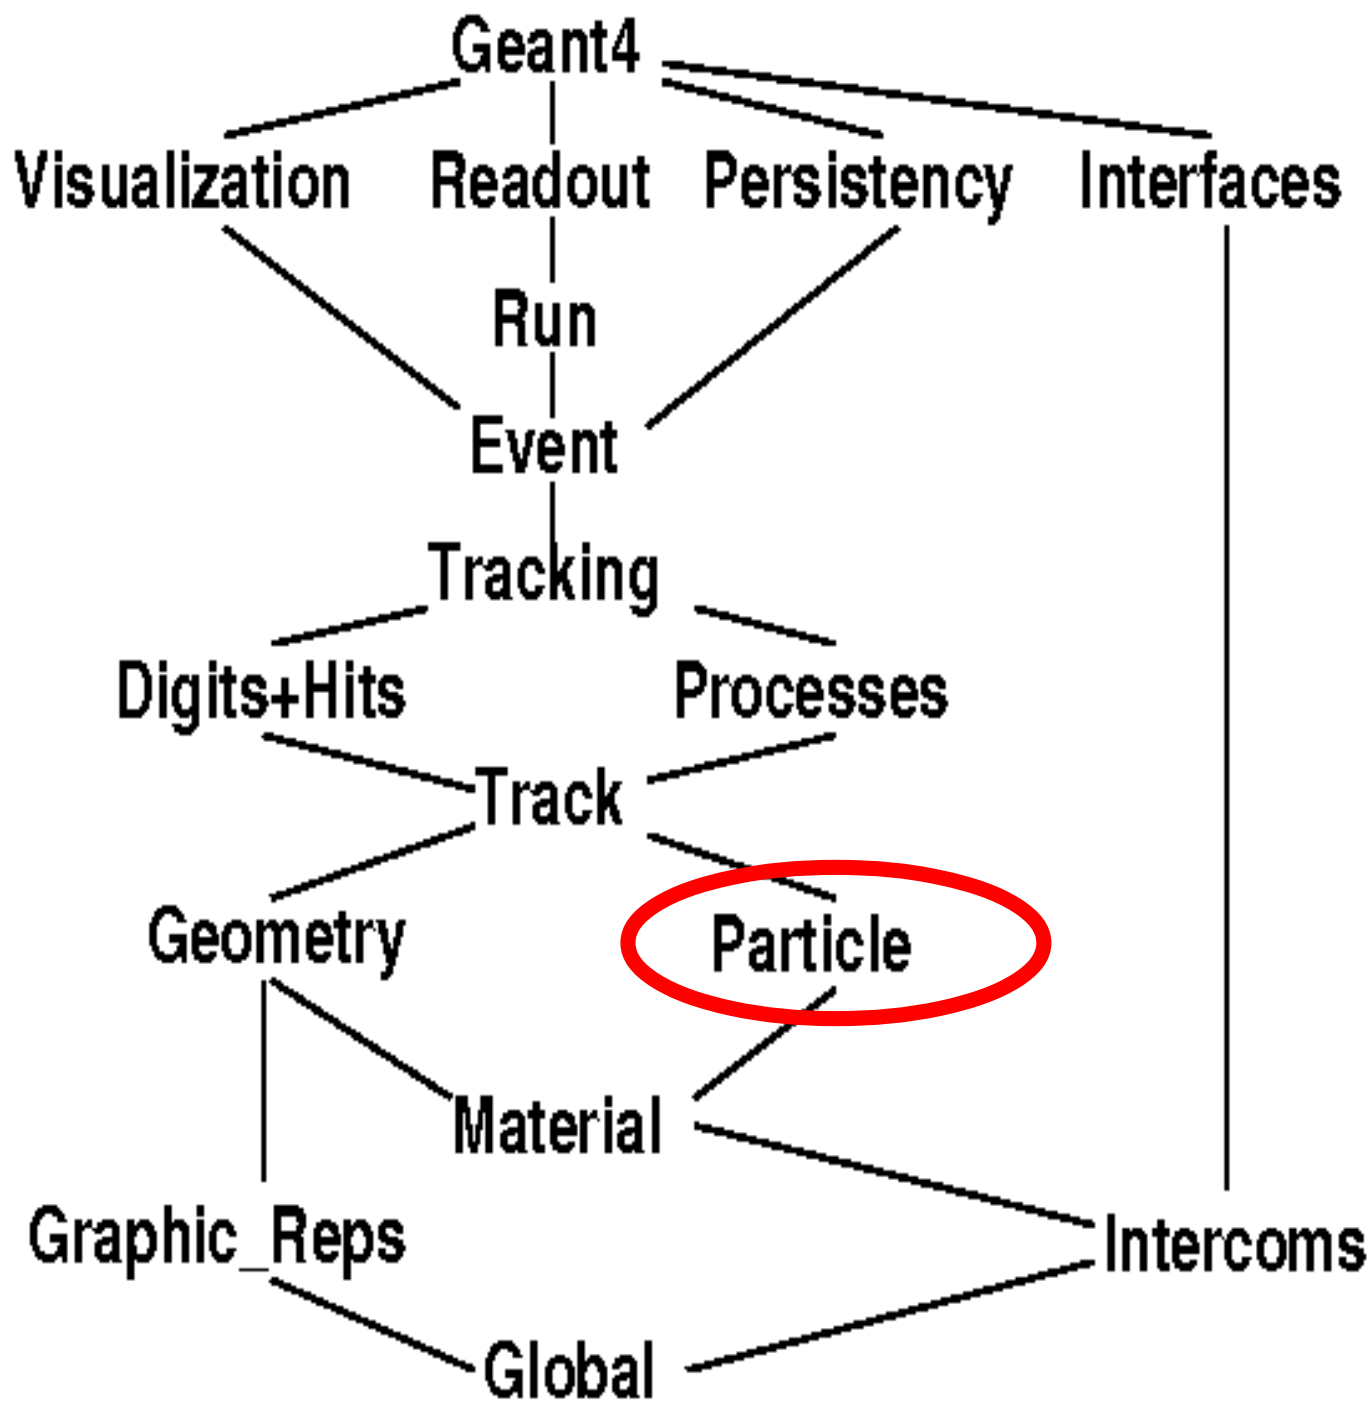 Geant4
Visualization Readout Persistency Interfaces
Run
Event
Tracking
Digits+Hits Processes
Track
Geometry Particle
Material
Graphic_Reps Intercoms
Global